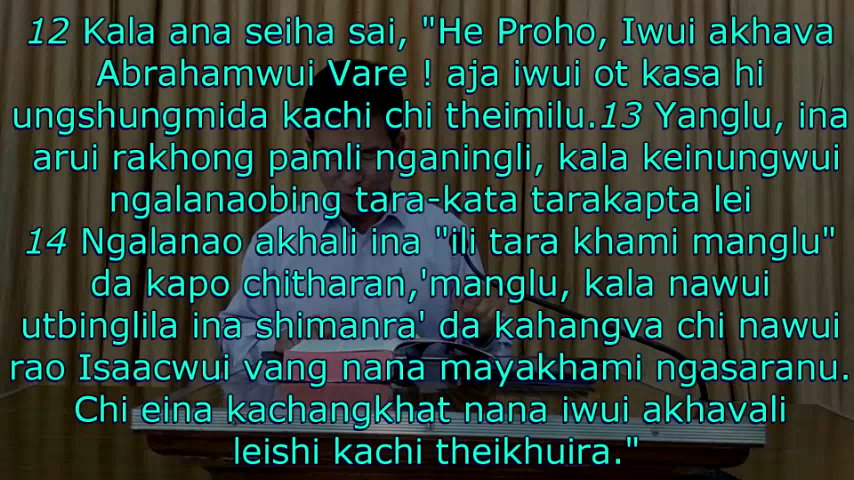 12 Kala ana seiha sai, "He Proho, Iwui akhava
Abrahamwui Vare ! aja iwui ot kasa hi
ungshungmida kachi chi theimilu.13 Yanglu, ina
arui rakhong pamli nganingli, kala keinungwui
ngalanaobing tara-kata tarakapta lei
14 Ngalanao akhali ina "ili tara khami manglu"
da kapo chitharan,'manglu, kala nawui
utbinglila ina shimanra' da kahangva chi nawui
rao Isaacwui vang nana mayakhami ngasaranu.
Chi eina kachangkhat nana iwui akhavali
leishi kachi theikhuira."